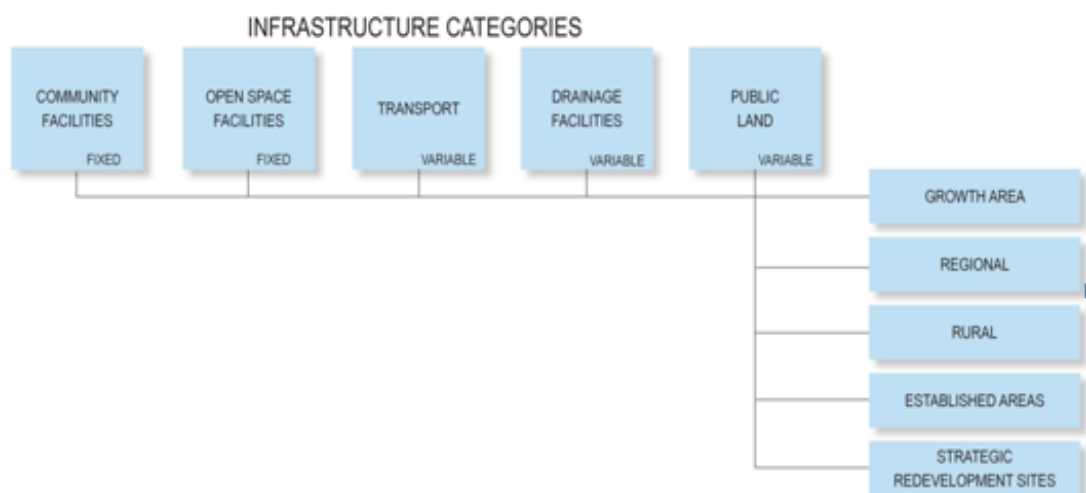 INFRASTRUCTURE CATEGORIES
COMMUNITY
FACILITIES
FIXED
OPEN SPACE
FACILITIES
FIXED
TRANSPORT
VARIABLE
DRAINAGE
FACILITIES
VARIABLE
PUBLIC
LAND
VARIABLE
GROWTH AREA
REGIONAL
RURAL
ESTABLISHED AREAS
STRATEGIC
REDEVELOPMENT SITES